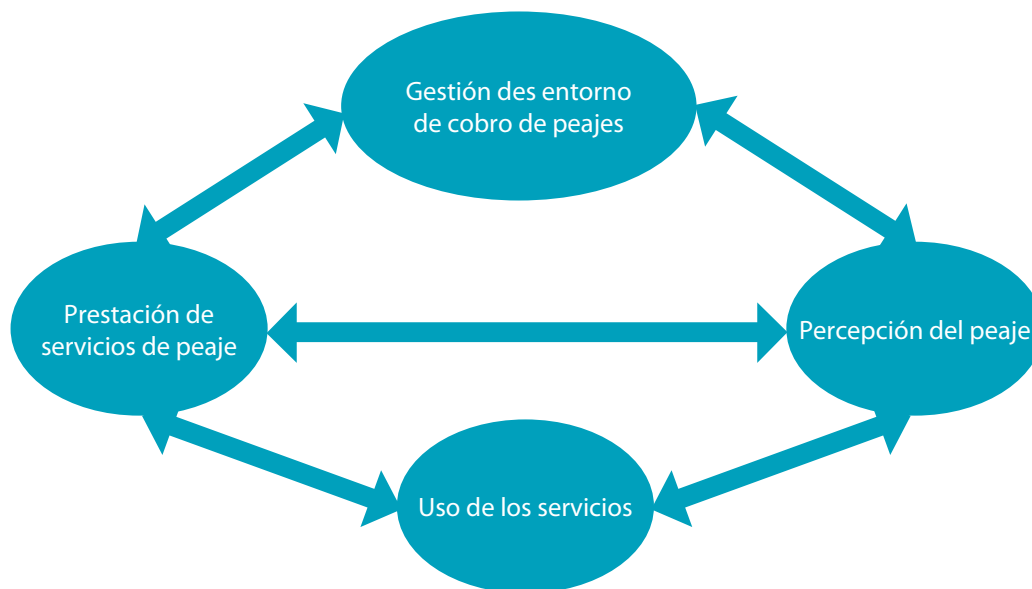 Gestión des entorno
de cobro de peajes
Prestación de
servicios de peaje
Percepción del peaje
Uso de los servicios